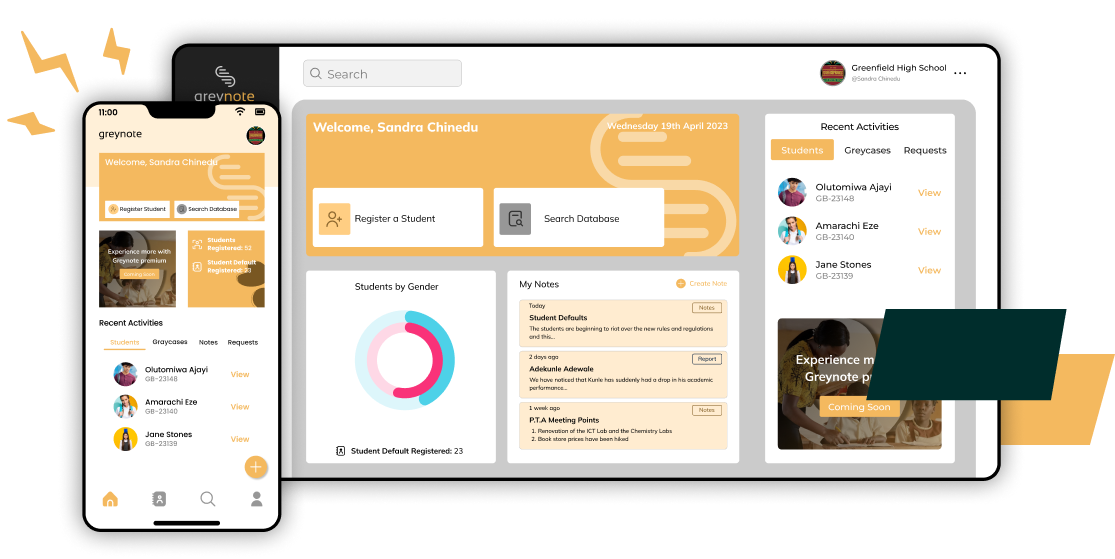 11:00
greynote
Welcome, Sandra Chinedu
Register Student
Search Database
Experience more with
Greynote premium
Coming Soon
Students
Registered: 52
Student Default
Registered: 23
Recent Activities
Students
Graycases
Notes
Requests
Olutomiwa Ajayi
GB-23148
View
Amarachi Eze
GB-23140
View
Jane Stones
GB-23139
View
greynote
Search
Greenfield High School
@Sandra Chinedu
Welcome, Sandra Chinedu
Wednesday 19th April 2023
Register a Student
Search Database
Students by Gender
Student Default Registered: 23
My Notes
Create Note
Today
Notes
Student Defaults
The students are beginning to riot over the new rules and regulations
and this...
2 days ago
Report
Adekunle Adewale
We have noticed that Kunle has suddenly had a drop in his academic
performance...
1 week ago
Notes
P.T.A Meeting Points
1. Renovation of the ICT Lab and the Chemistry Labs
2. Book store prices have been hiked
Recent Activities
Students
Greycases
Requests
Olutomiwa Ajayi
GB-23148
View
Amarachi Eze
GB-23140
View
Jane Stones
GB-23139
View
Experience
Greynote
Coming Soon